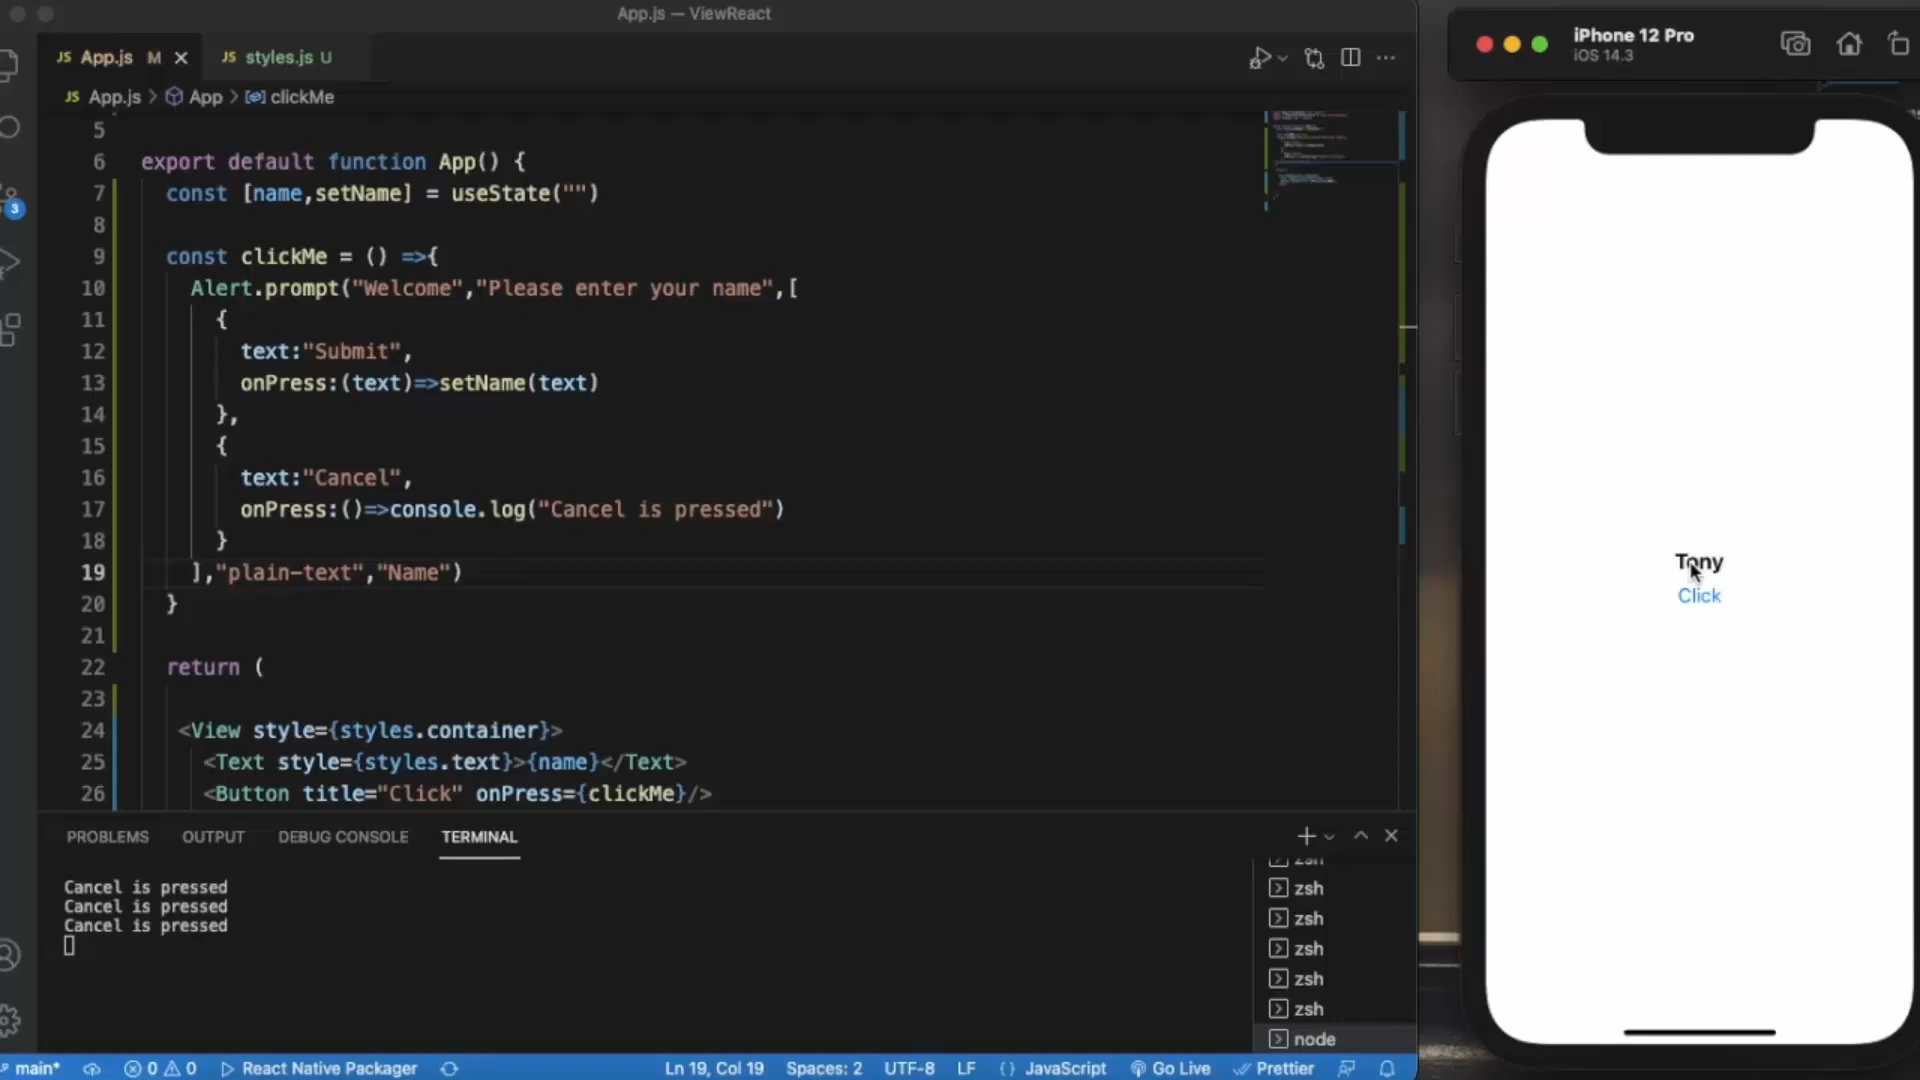 App.js — ViewReact
JS App.js M
JS styles.js U
JS App.js > App > clickMe
5
6 export default function App() {
7 const [name,setName] = useState("")
8
9 const clickMe = () =>{
10 Alert.prompt("Welcome","Please enter your name",[
11 {
12 text:"Submit",
13 onPress:(text)=>setName(text)
14 },
15 {
16 text:"Cancel",
17 onPress:()=>console.log("Cancel is pressed")
18 }
19 ],"plain-text","Name")
20 }
21
22 return (
23
24 <View style={styles.container}>
25 <Text style={styles.text}>{name}</Text>
26 <Button title="Click" onPress={clickMe}/>
3
PROBLEMS OUTPUT DEBUG CONSOLE TERMINAL
Cancel is pressed
Cancel is pressed
Cancel is pressed
zsh
zsh
zsh
zsh
zsh
zsh
node
main* 0 0 React Native Packager Ln 19, Col 19 Spaces: 2 UTF-8 LF {} JavaScript Go Live Prettier
iPhone 12 Pro
iOS 14.3
Tony
Click